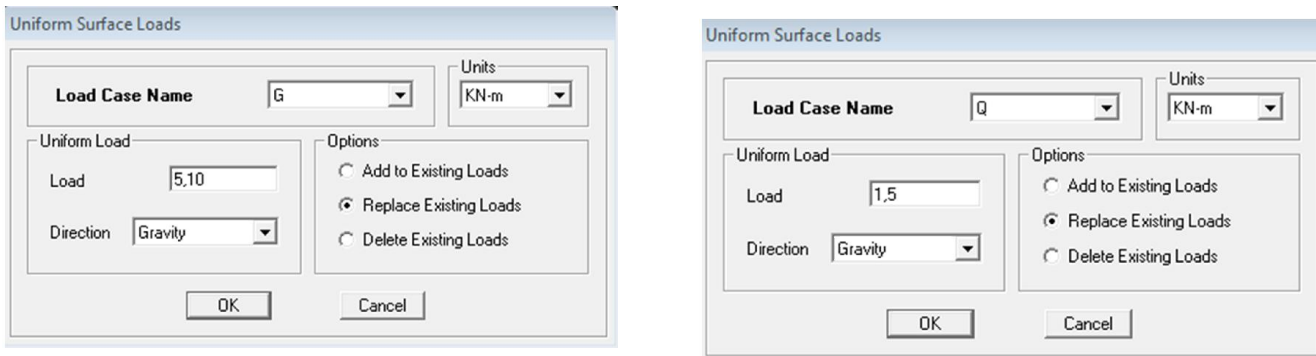 Uniform Surface Loads
Units
Load Case Name G KN-m
Uniform Load Options
Load 5,10 Add to Existing Loads
Replace Existing Loads
Direction Gravity Delete Existing Loads
OK Cancel
Uniform Surface Loads
Units
Load Case Name Q KN-m
Uniform Load Options
Load 1,5 Add to Existing Loads
Replace Existing Loads
Direction Gravity Delete Existing Loads
OK Cancel